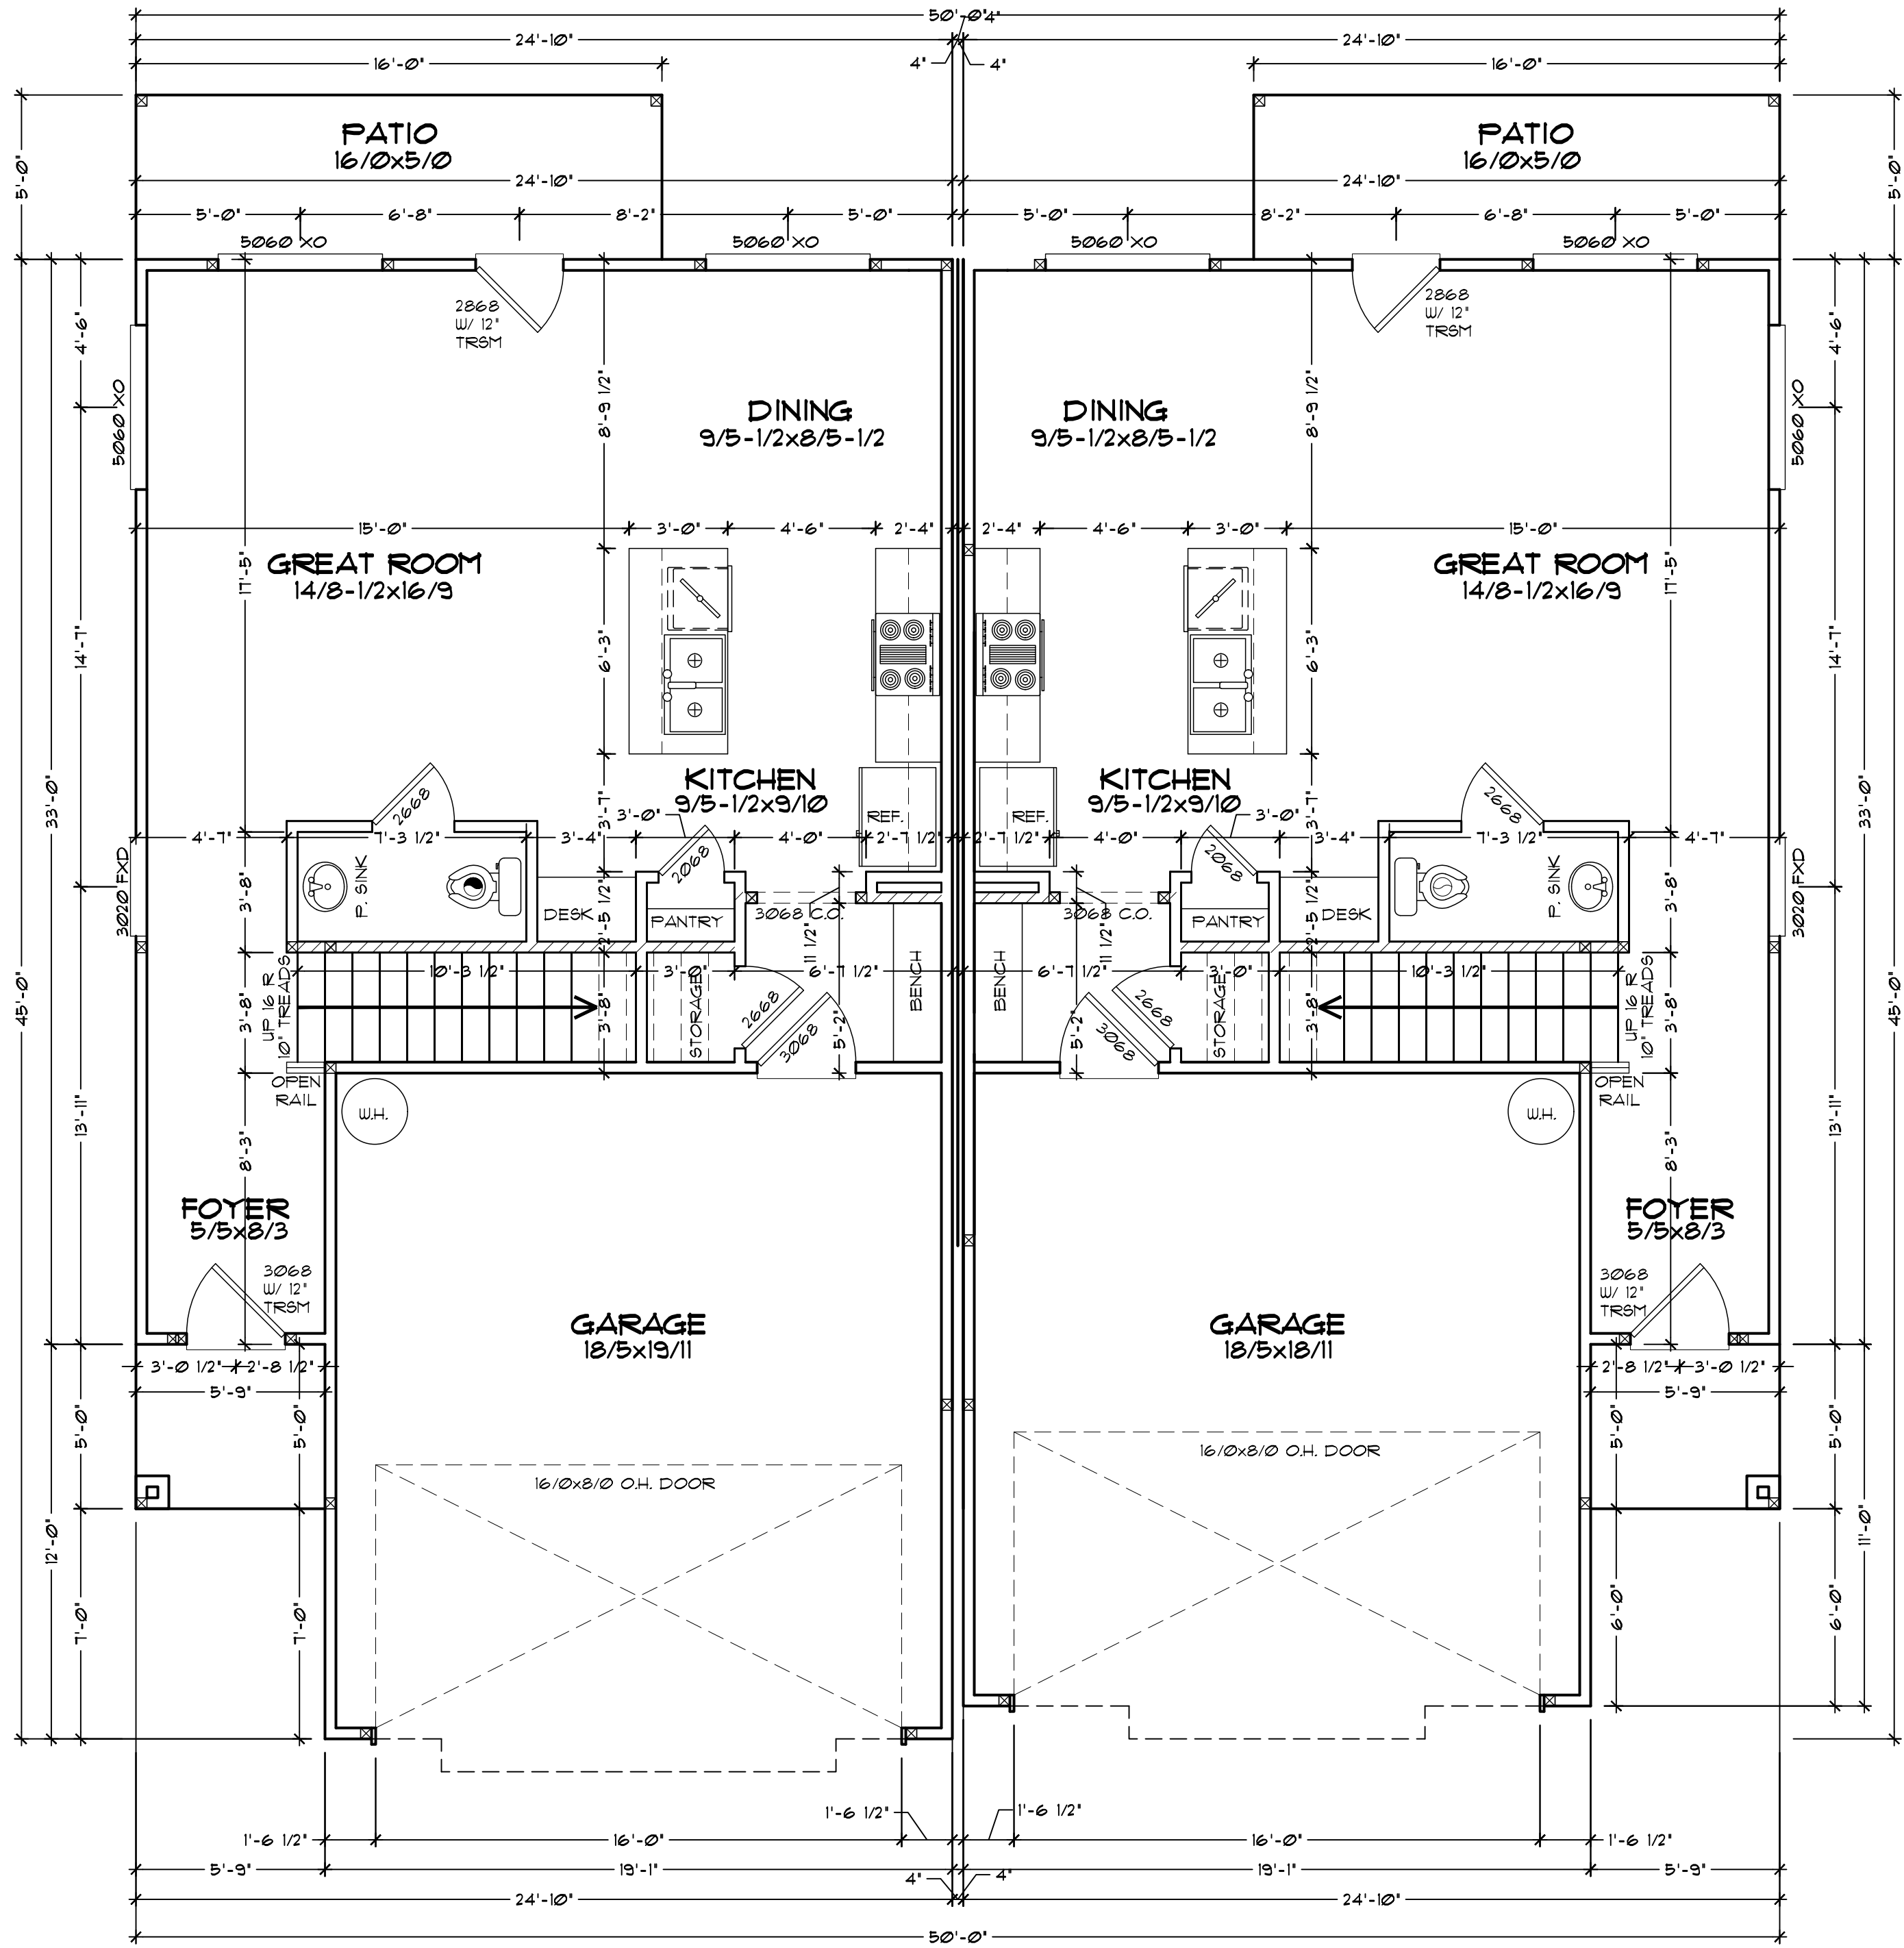 50'-0"
4"
24'-10"
24'-10"
16'-0"
4"
4"
16'-0"
PATIO
16/0x5/0
PATIO
16/0x5/0
5'-0"
5'-0"
24'-10"
24'-10"
5'-0"
6'-8"
8'-2"
5'-0"
5'-0"
8'-2"
6'-8"
5'-0"
5060 XO
5060 XO
5060 XO
5060 XO
2868
W/ 12"
TRSM
2868
W/ 12"
TRSM
4'-6"
8'-9 1/2"
8'-9 1/2"
4'-6"
5060 XO
DINING
9/5-1/2x8/5-1/2
DINING
9/5-1/2x8/5-1/2
5060 XO
15'-0"
3'-0"
4'-6"
2'-4"
2'-4"
4'-6"
3'-0"
15'-0"
GREAT ROOM
14/8-1/2x16/9
GREAT ROOM
14/8-1/2x16/9
17'-5"
17'-5"
14'-7"
6'-3"
6'-3"
14'-7"
33'-0"
33'-0"
KITCHEN
9/5-1/2x9/10
KITCHEN
9/5-1/2x9/10
2668
3'-7"
3'-0"
REF.
REF.
3'-0"
3'-7"
2668
4'-7"
7'-3 1/2"
3'-4"
4'-0"
2'-7 1/2"
2'-7 1/2"
4'-0"
3'-4"
7'-3 1/2"
4'-7"
2068
2068
3020 FXD
3'-8"
P. SINK
DESK
2'-5 1/2"
PANTRY
3068 C.O.
11 1/2"
3068 C.O.
11 1/2"
PANTRY
2'-5 1/2"
DESK
P. SINK
3'-8"
3020 FXD
10'-3 1/2"
3'-0"
6'-7 1/2"
BENCH
BENCH
6'-7 1/2"
3'-0"
10'-3 1/2"
45'-0"
3'-8"
UP 16 R
10" TREADS
3'-8"
STORAGE
2668
3068
5'-2"
5'-2"
3068
2668
STORAGE
3'-8"
UP 16 R
10" TREADS
3'-8"
45'-0"
OPEN
RAIL
OPEN
RAIL
W.H.
W.H.
13'-11"
8'-3"
8'-3"
13'-11"
FOYER
5/5x8/3
FOYER
5/5x8/3
3068
W/ 12"
TRSM
3068
W/ 12"
TRSM
GARAGE
18/5x19/11
GARAGE
18/5x18/11
3'-0 1/2"
2'-8 1/2"
2'-8 1/2"
3'-0 1/2"
5'-9"
5'-9"
5'-0"
5'-0"
5'-0"
5'-0"
16/0x8/0 O.H. DOOR
16/0x8/0 O.H. DOOR
12'-0"
11'-0"
7'-0"
7'-0"
6'-0"
6'-0"
1'-6 1/2"
1'-6 1/2"
1'-6 1/2"
16'-0"
16'-0"
1'-6 1/2"
5'-9"
19'-1"
4"
4"
19'-1"
5'-9"
24'-10"
24'-10"
50'-0"